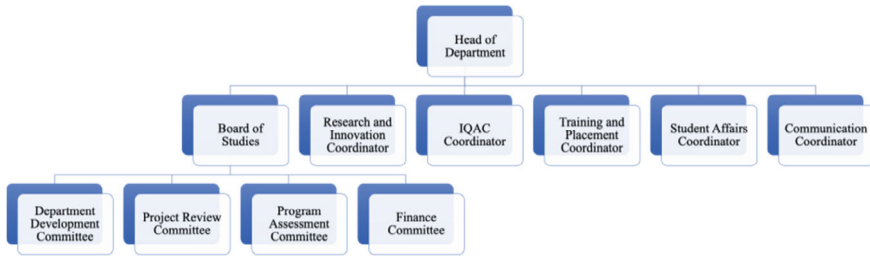 Head of
Department
Board of
Studies
Research and
Innovation
Coordinator
IQAC
Coordinator
Training and
Placement
Coordinator
Student Affairs
Coordinator
Communication
Coordinator
Department
Development
Committee
Project Review
Committee
Program
Assessment
Committee
Finance
Committee